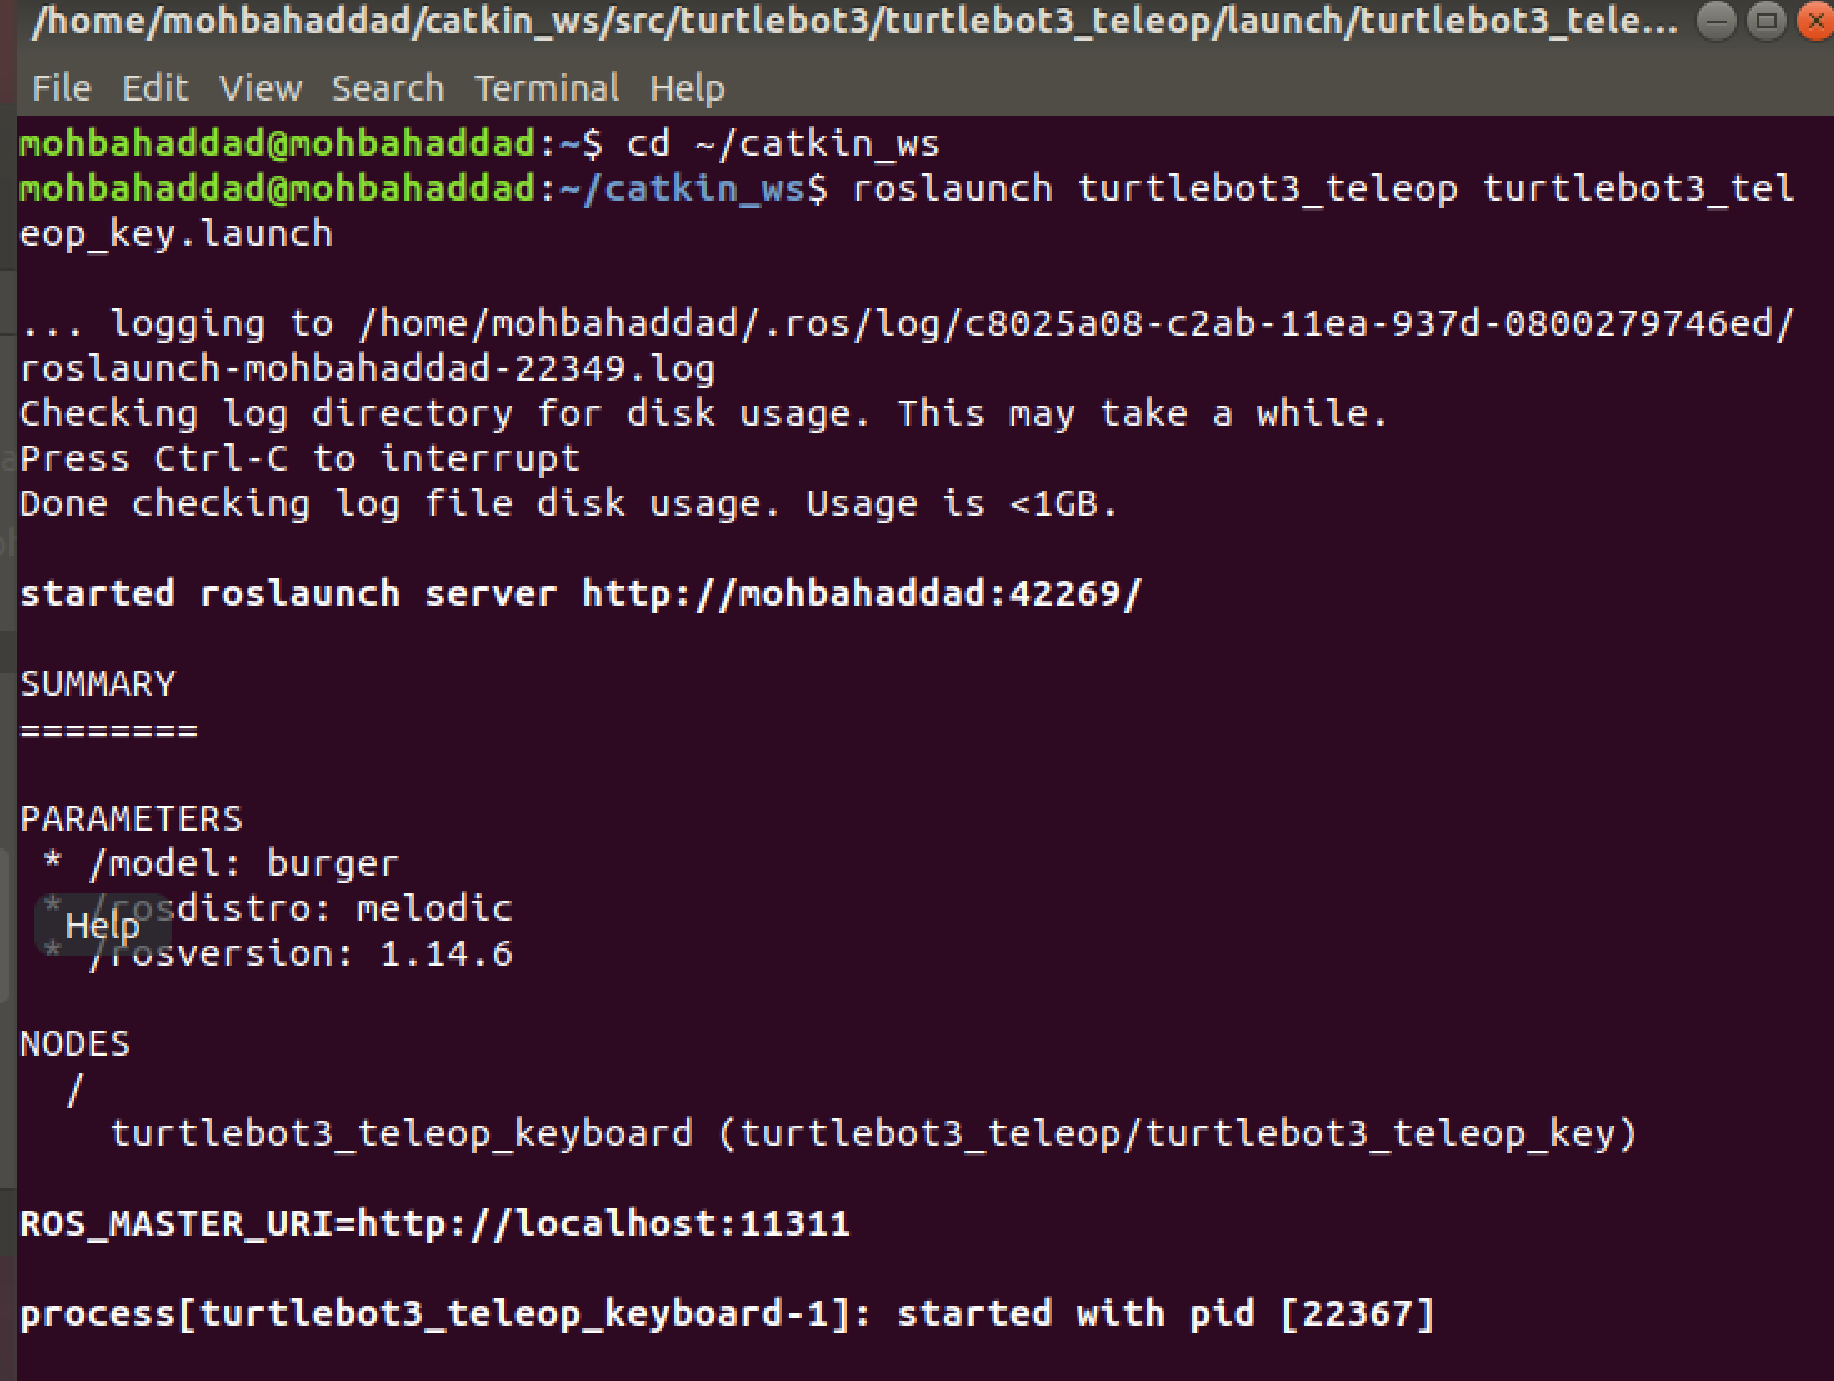 /home/mohbahaddad/catkin_ws/src/turtlebot3/turtlebot3_teleop/launch/turtlebot3_tele...
File Edit View Search Terminal Help
mohbahaddad@mohbahaddad:~$ cd ~/catkin_ws
mohbahaddad@mohbahaddad:~/catkin_ws$ roslaunch turtlebot3_teleop turtlebot3_tel
eop_key.launch
... logging to /home/mohbahaddad/.ros/log/c8025a08-c2ab-11ea-937d-0800279746ed/
roslaunch-mohbahaddad-22349.log
Checking log directory for disk usage. This may take a while.
Press Ctrl-C to interrupt
Done checking log file disk usage. Usage is <1GB.
started roslaunch server http://mohbahaddad:42269/
SUMMARY
========
PARAMETERS
* /model: burger
* /rosdistro: melodic
Help
* /rosversion: 1.14.6
NODES
/
turtlebot3_teleop_keyboard (turtlebot3_teleop/turtlebot3_teleop_key)
ROS_MASTER_URI=http://localhost:11311
process[turtlebot3_teleop_keyboard-1]: started with pid [22367]